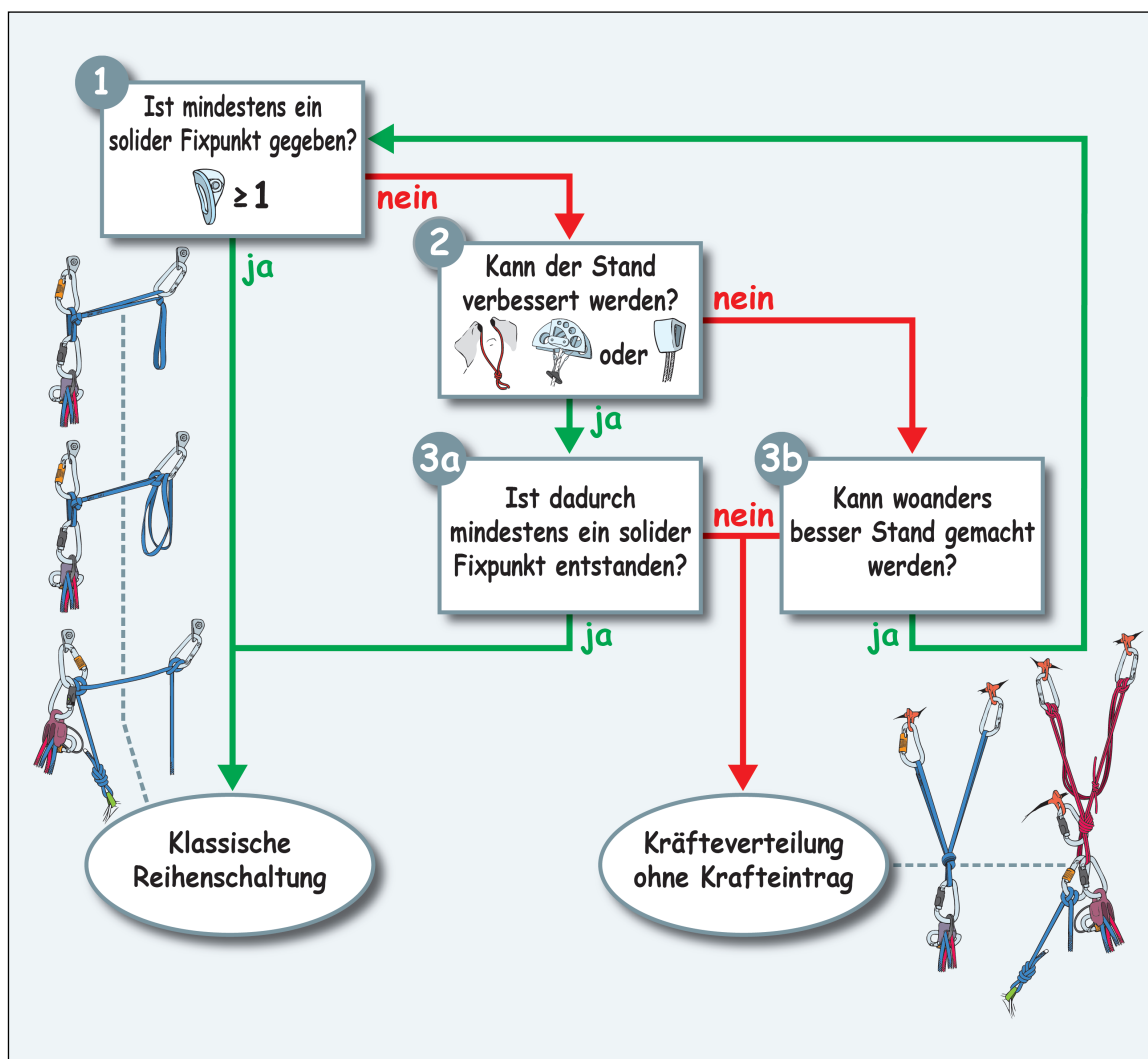 1
Ist mindestens ein
solider Fixpunkt gegeben?
≥ 1
nein
ja
2
Kann der Stand
verbessert werden?
oder
nein
ja
3a
Ist dadurch
mindestens ein solider
Fixpunkt entstanden?
nein
ja
3b
Kann woanders
besser Stand gemacht
werden?
ja
Klassische
Reihenschaltung
Kräfteverteilung
ohne Krafteintrag